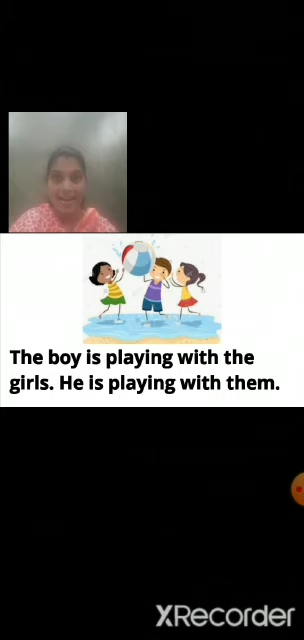 The boy is playing with the
girls. He is playing with them.
XRecorder